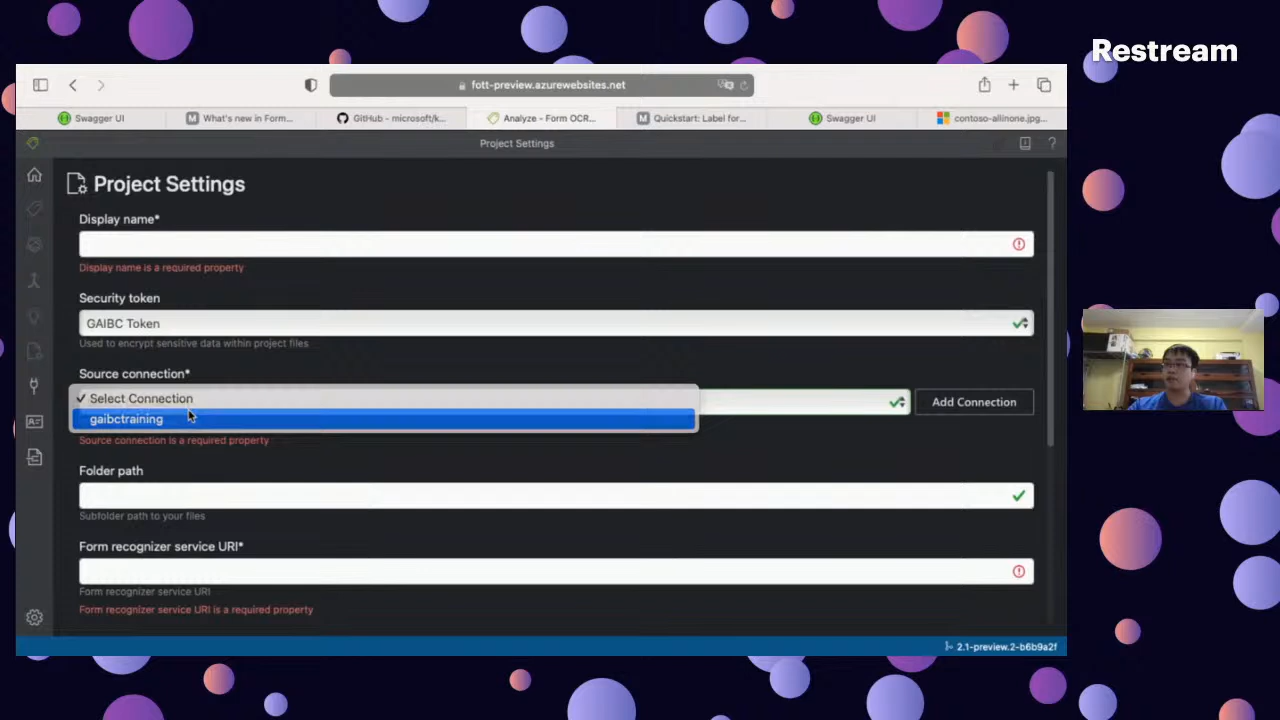 Restream
fott-preview.azurewebsites.net
Swagger UI
What's new in Form...
GitHub - microsoft/k...
Analyze - Form OCR...
Quickstart: Label for...
Swagger UI
contoso-allinone.jpg...
Project Settings
?
Project Settings
Display name*
Display name is a required property
Security token
GAIBC Token
Used to encrypt sensitive data within project files
Source connection*
✓ Select Connection
gaibctraining
Add Connection
Source connection is a required property
Folder path
Subfolder path to your files
Form recognizer service URI*
Form recognizer service URI
Form recognizer service URI is a required property
2.1-preview.2-b6b9a2f